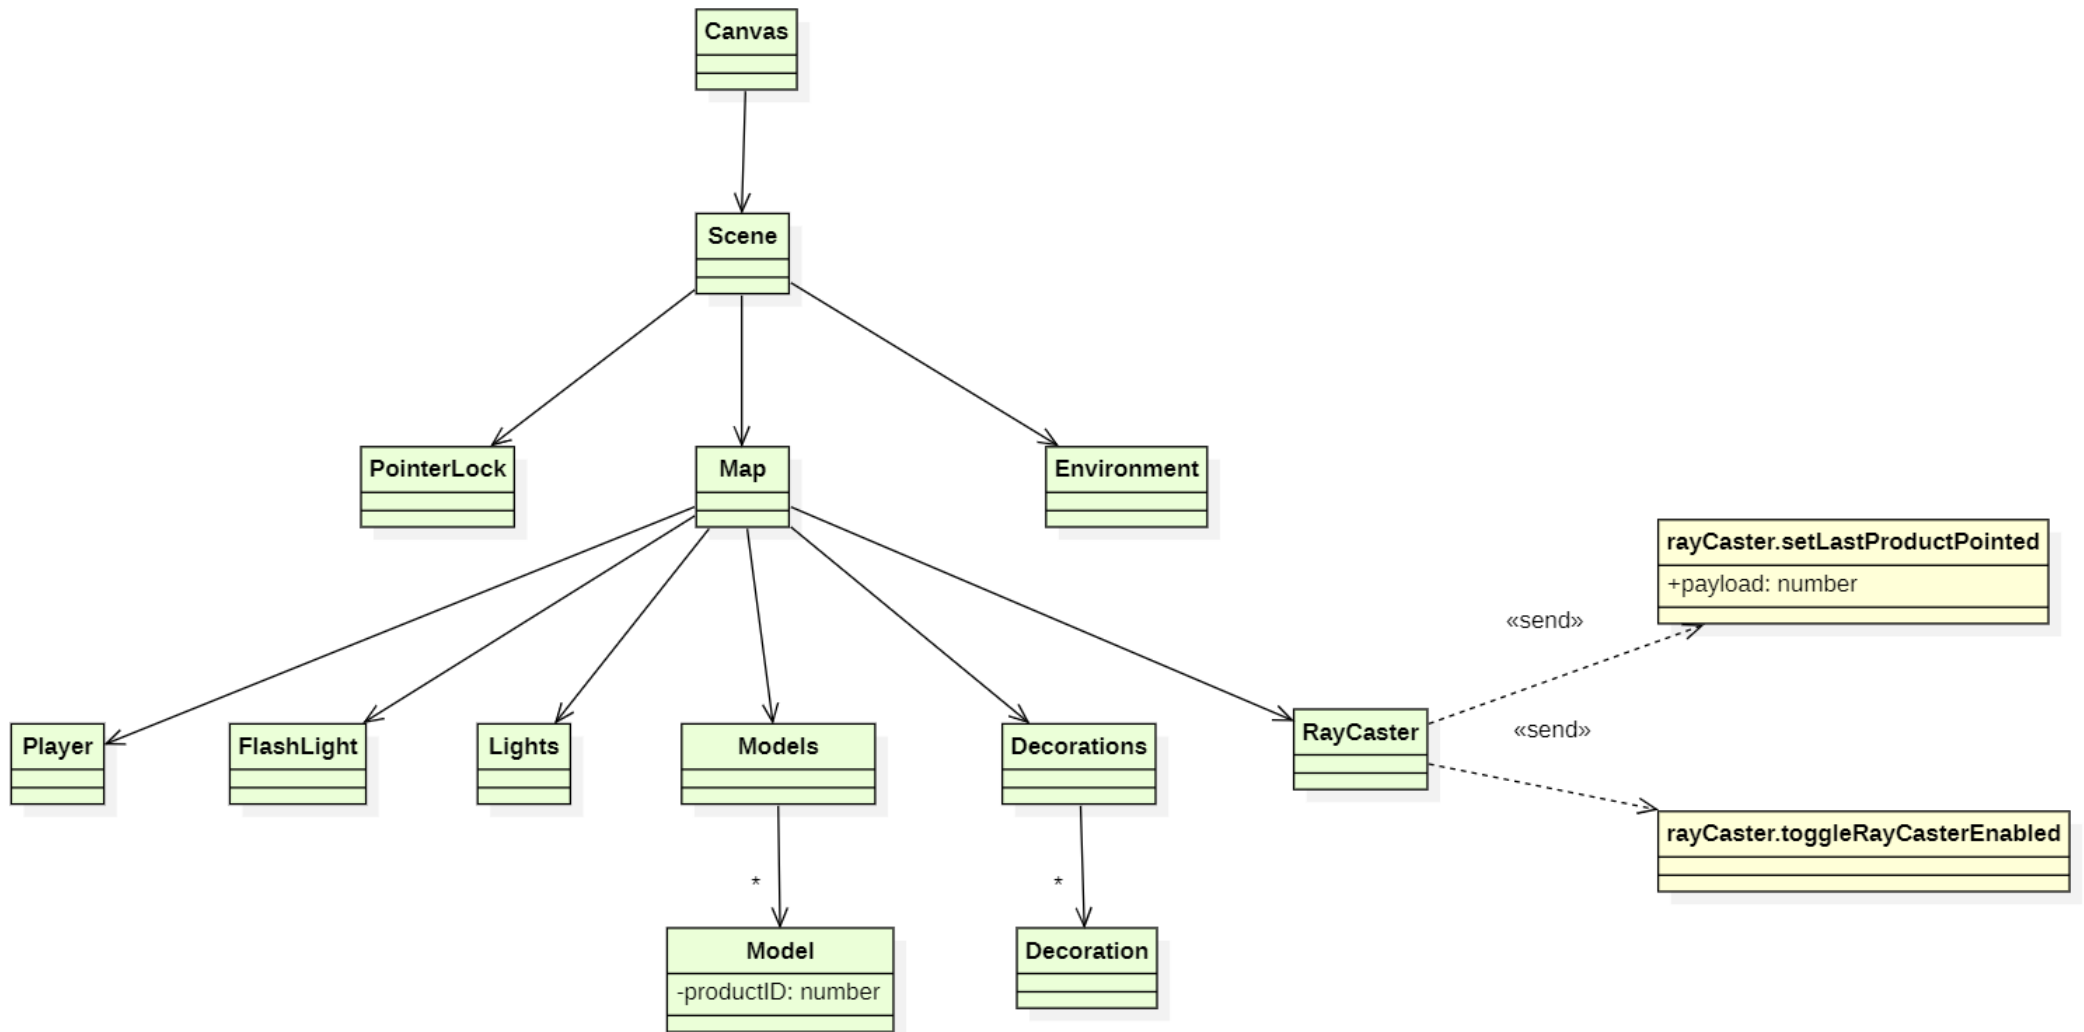 Canvas
Scene
PointerLock
Map
Environment
rayCaster.setLastProductPointed
+payload: number
«send»
«send»
Player
FlashLight
Lights
Models
Decorations
RayCaster
rayCaster.toggleRayCasterEnabled
*
*
Model
-productID: number
Decoration